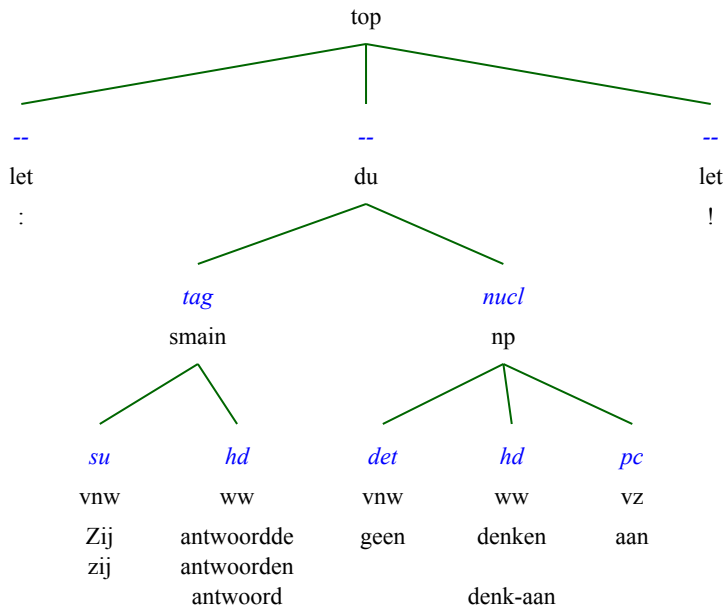 top
-- -- --
let du let
: !
tag nucl
smain np
su hd det hd pc
vnw ww vnw ww vz
Zij antwoordde geen denken aan
zij antwoorden
antwoord denk-aan